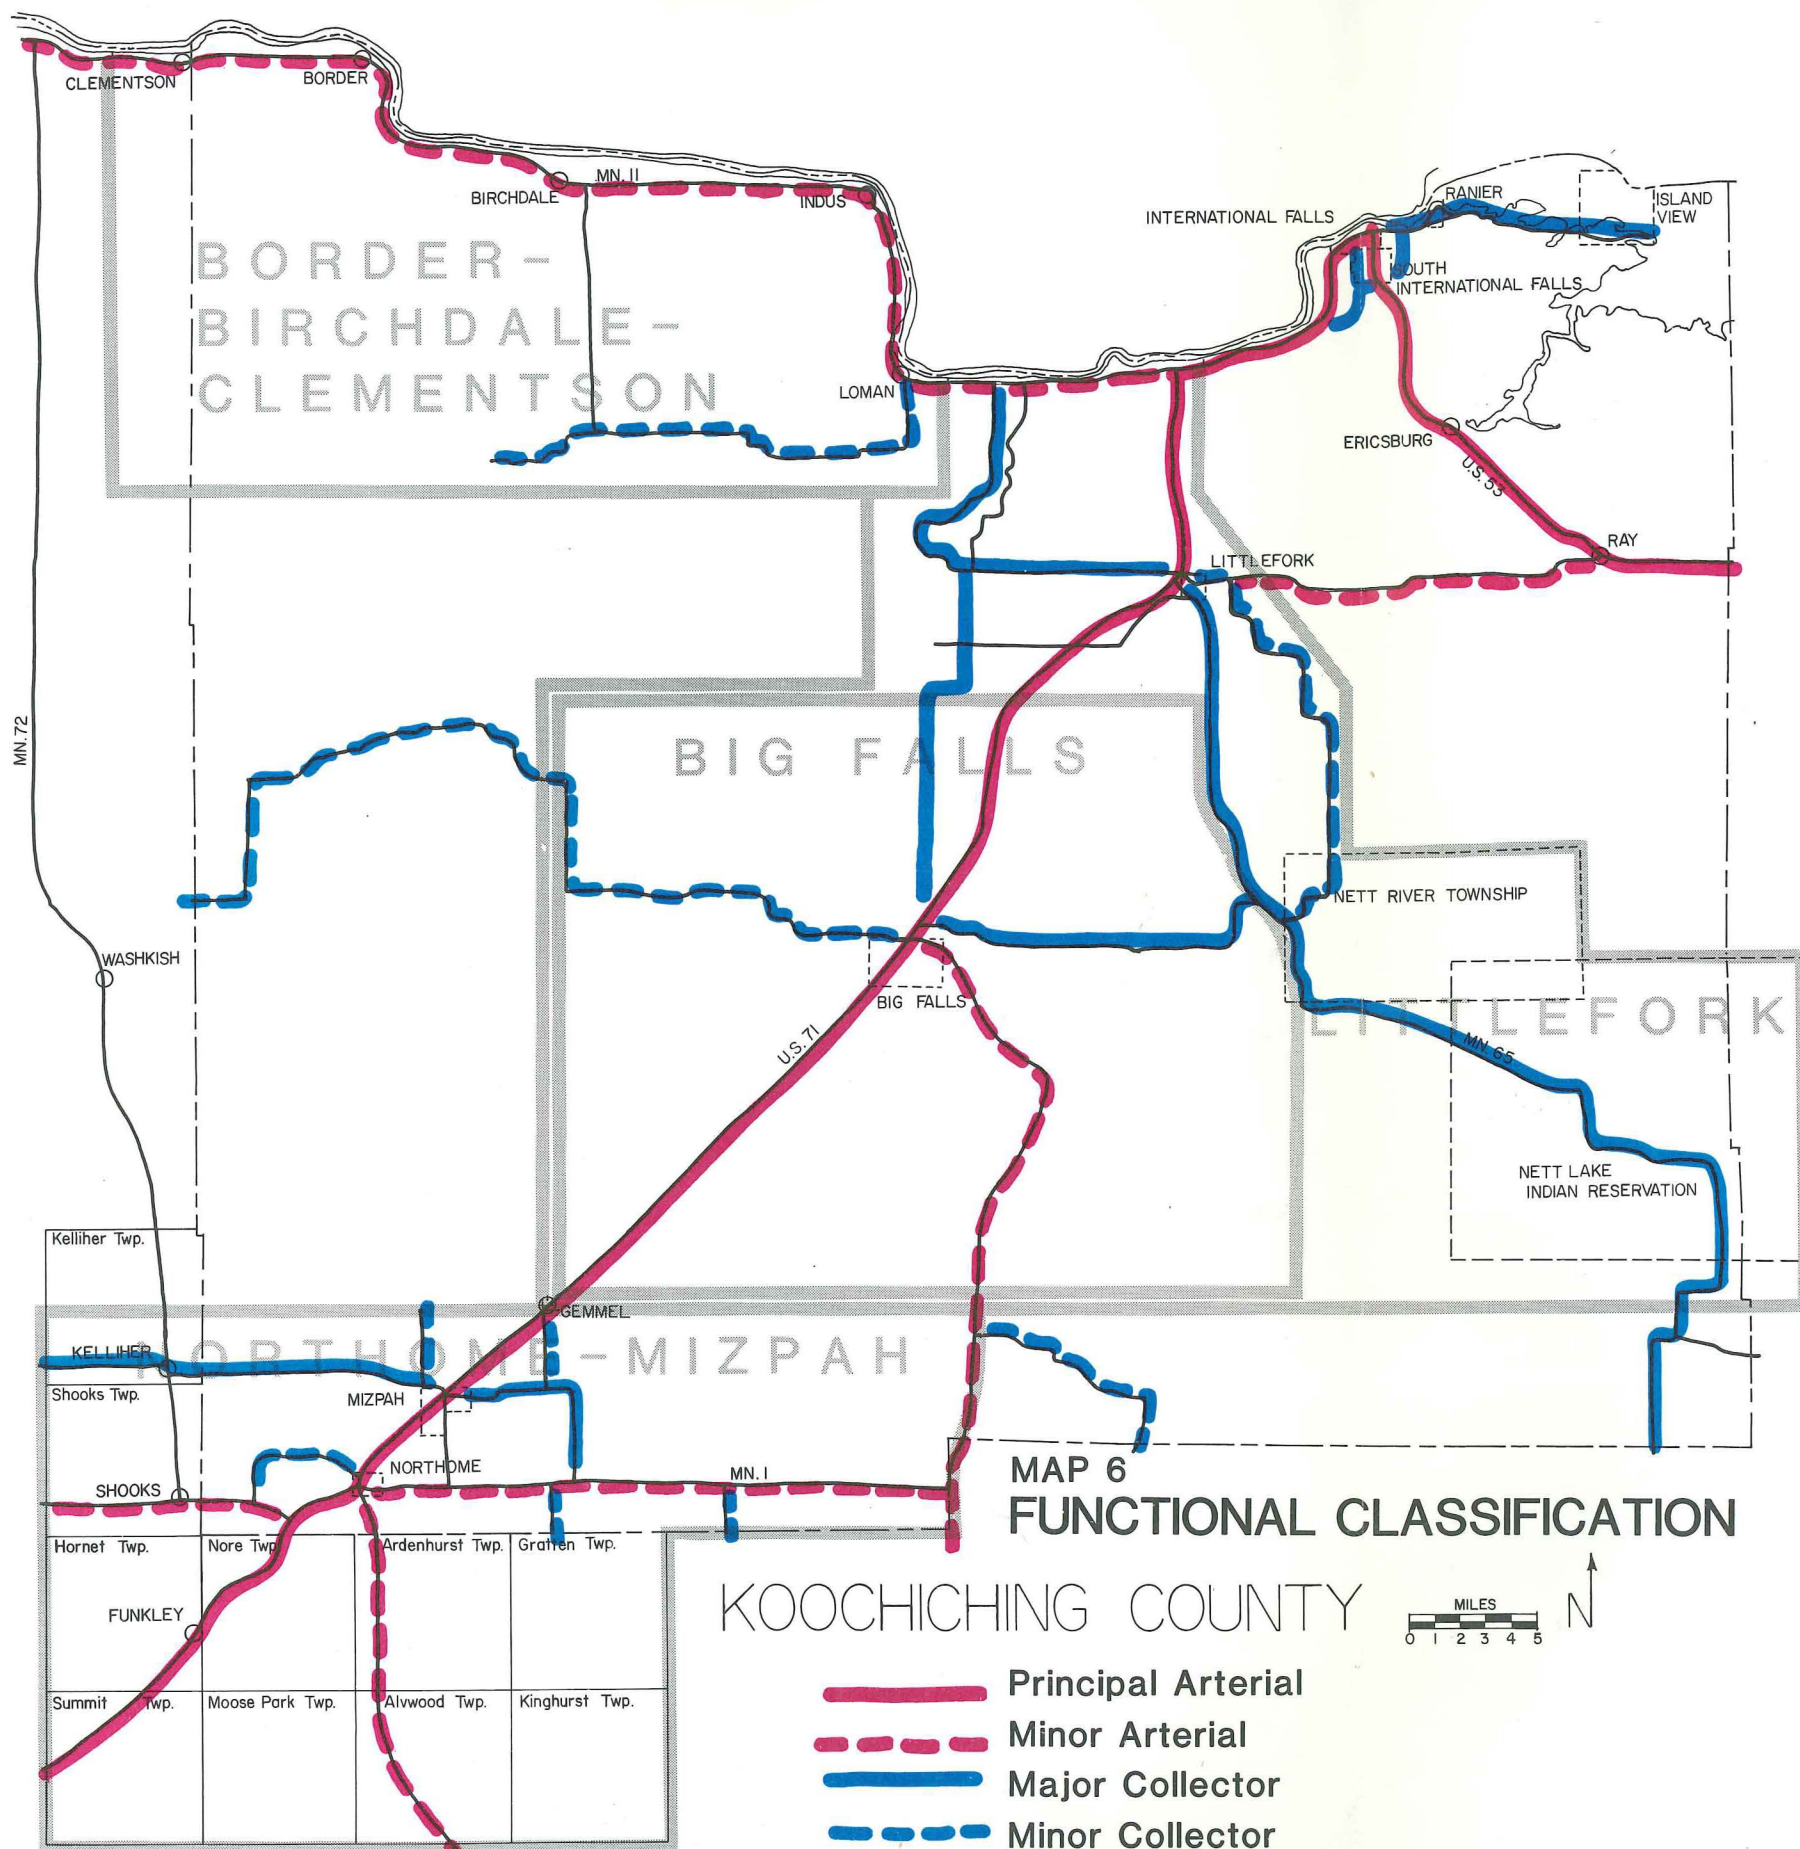 CLEMENTSON
BORDER
BIRCHDALE
MN. 11
INDUS
INTERNATIONAL FALLS
RANIER
ISLAND
VIEW
SOUTH
INTERNATIONAL FALLS
BORDER-
BIRCHDALE-
CLEMENTSON
LOMAN
ERICSBURG
U.S. 53
RAY
LITTLEFORK
MN. 72
BIG FALLS
NETT RIVER TOWNSHIP
WASHKISH
BIG FALLS
LITTLEFORK
U.S. 71
MN. 65
NETT LAKE
INDIAN RESERVATION
Kelliher Twp.
GEMMEL
NORTHOME-MIZPAH
KELLIHER
Shooks Twp.
MIZPAH
NORTHOME
MN. 1
SHOOKS
MAP 6
FUNCTIONAL CLASSIFICATION
Hornet Twp.
Nore Twp.
Ardenhurst Twp.
Gratten Twp.
KOOCHICHING COUNTY
MILES
0 1 2 3 4 5
N
FUNKLEY
Summit Twp.
Moose Park Twp.
Alvwood Twp.
Kinghurst Twp.
Principal Arterial
Minor Arterial
Major Collector
Minor Collector